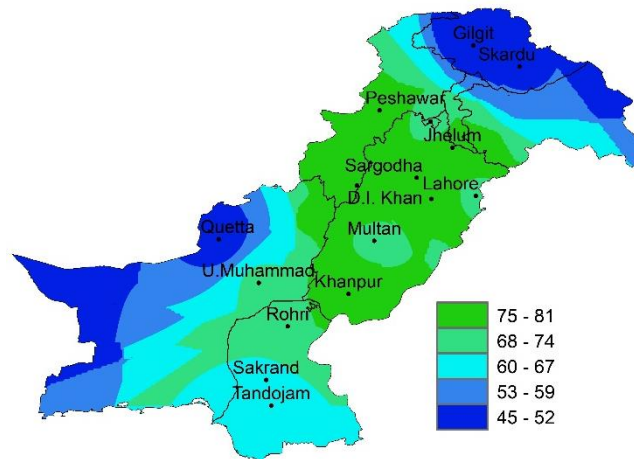 Gilgit
Skardu
Peshawar
Jhelum
Sargodha
Lahore
D.I. Khan
Multan
Quetta
U.Muhammad
Khanpur
Rohri
Sakrand
Tandojam
75 - 81
68 - 74
60 - 67
53 - 59
45 - 52